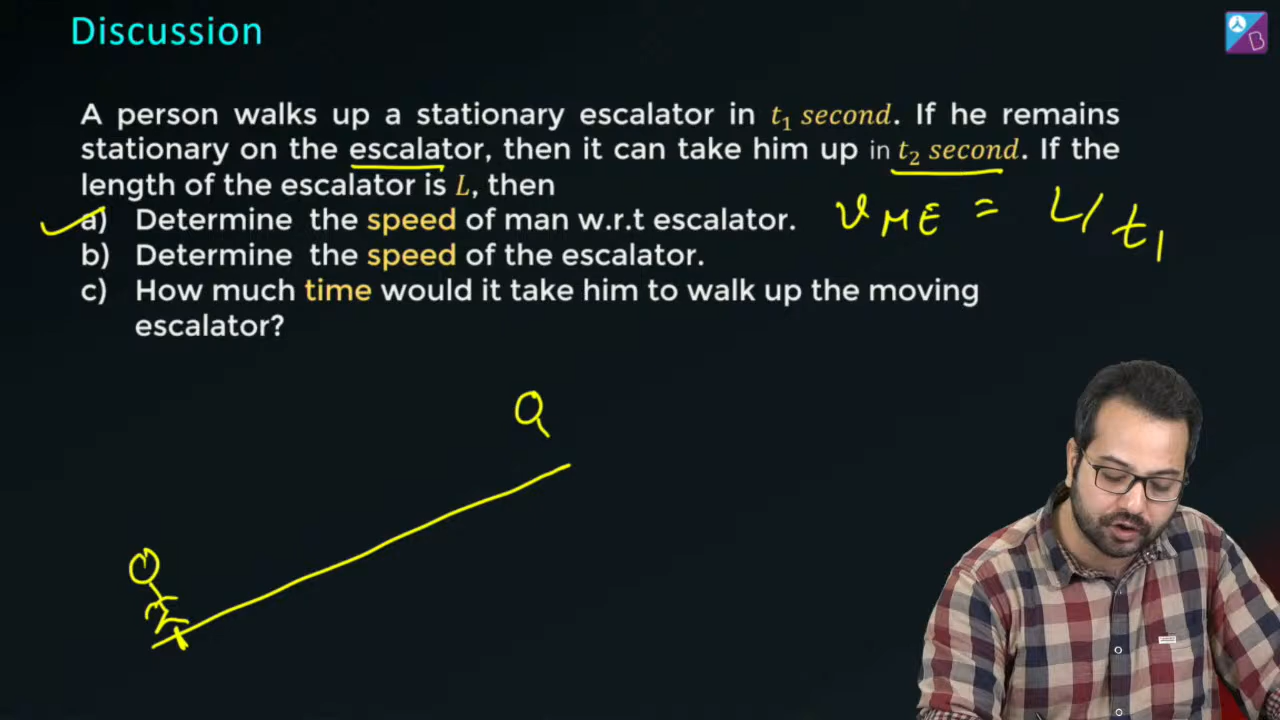 Discussion
B
A person walks up a stationary escalator in t₁ second. If he remains
stationary on the escalator, then it can take him up in t₂ second. If the
length of the escalator is L, then
a) Determine the speed of man w.r.t escalator.
v ME = L/t₁
b) Determine the speed of the escalator.
c) How much time would it take him to walk up the moving
escalator?